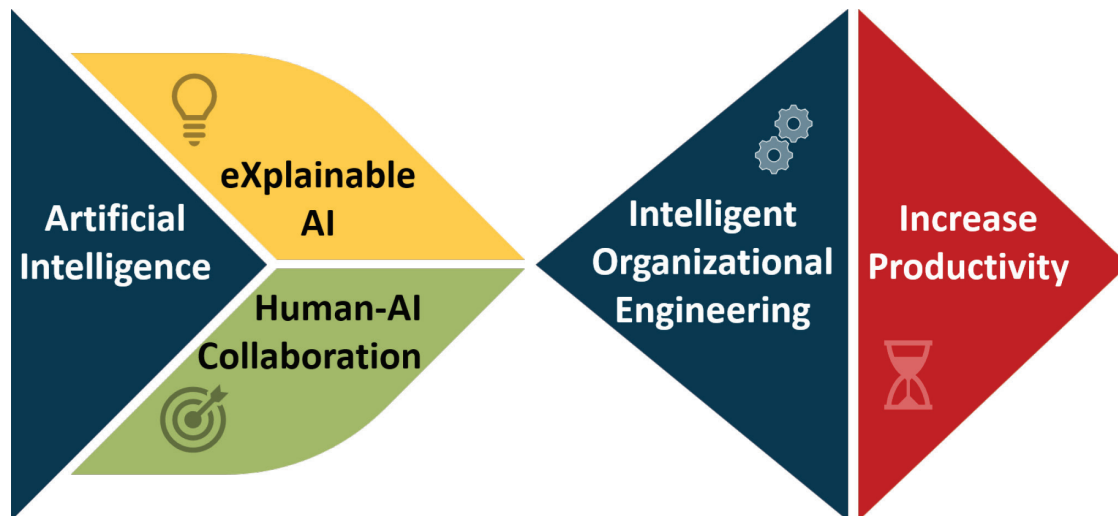 Artificial
Intelligence
eXplainable
AI
Human-AI
Collaboration
Intelligent
Organizational
Engineering
Increase
Productivity